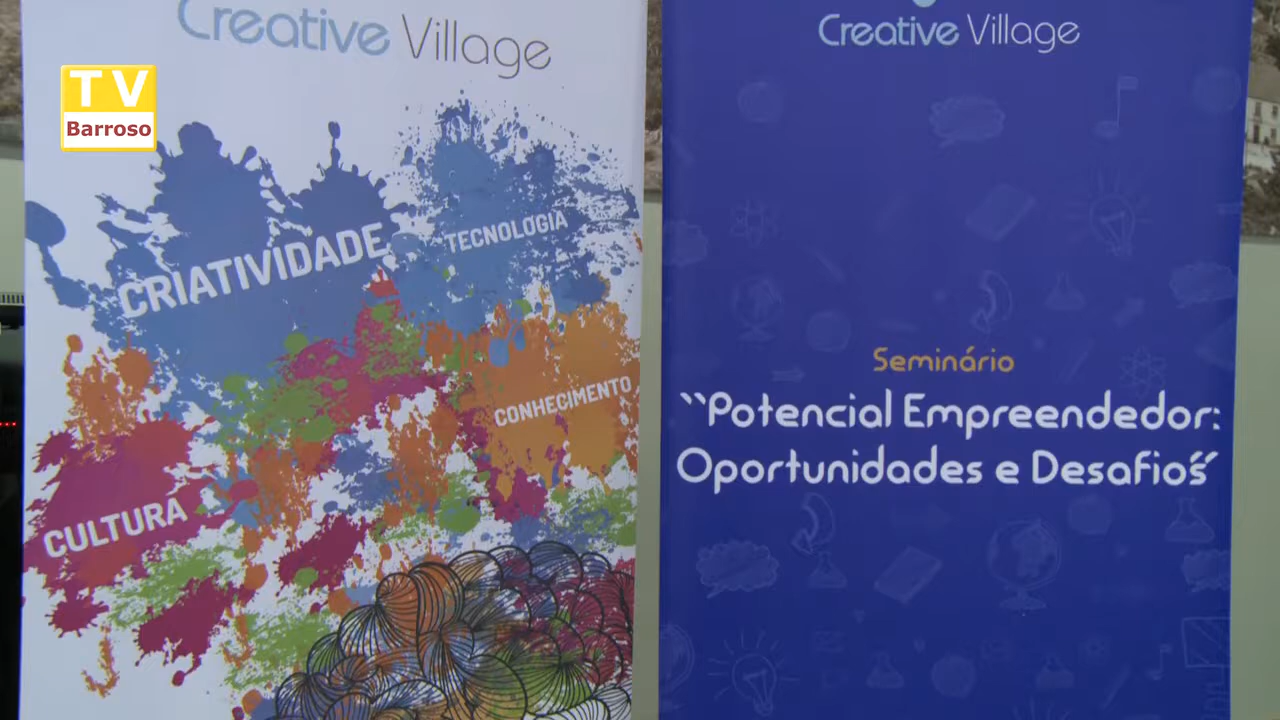 Creative Village
TV
Barroso
CRIATIVIDADE
TECNOLOGIA
CONHECIMENTO
CULTURA
Creative Village
Seminário
``Potencial Empreendedor:
Oportunidades e Desafios´´